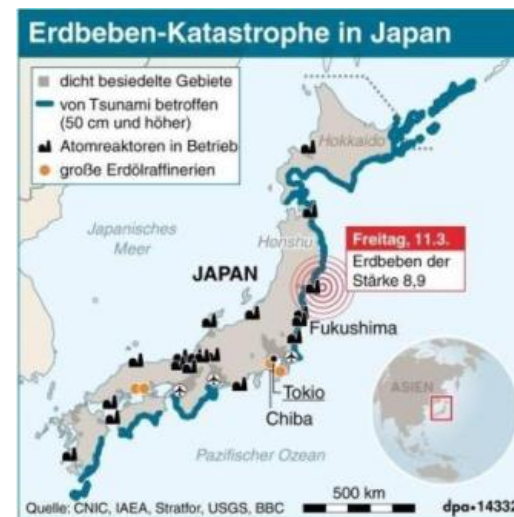 Erdbeben-Katastrophe in Japan
dicht besiedelte Gebiete
von Tsunami betroffen
(50 cm und höher)
Atomreaktoren in Betrieb
große Erdölraffinerien
Hokkaido
Japanisches
Meer
Honshu
Freitag, 11.3.
Erdbeben der
Stärke 8,9
JAPAN
Fukushima
Tokio
Chiba
ASIEN
Pazifischer Ozean
500 km
Quelle: CNIC, IAEA, Stratfor, USGS, BBC
dpa•14332